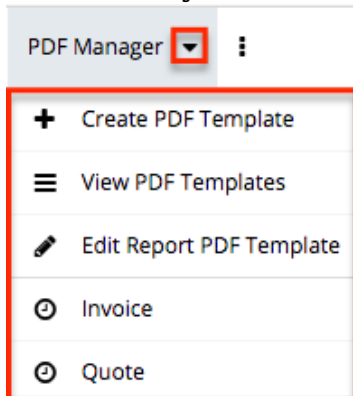 PDF Manager
Create PDF Template
View PDF Templates
Edit Report PDF Template
Invoice
Quote